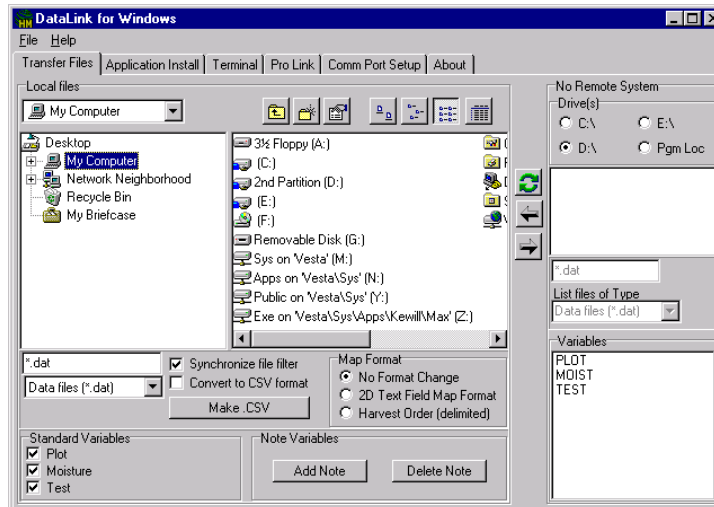 DataLink for Windows
File Help
Transfer Files Application Install Terminal Pro Link Comm Port Setup About
Local files
My Computer
Desktop
My Computer
Network Neighborhood
Recycle Bin
My Briefcase
3½ Floppy (A:)
(C:)
2nd Partition (D:)
(E:)
(F:)
Removable Disk (G:)
Sys on 'Vesta' (M:)
Apps on 'Vesta\Sys' (N:)
Public on 'Vesta\Sys' (Y:)
Exe on 'Vesta\Sys\Apps\Kewill\Max' (Z:)
*.dat
Data files (*.dat)
Synchronize file filter
Convert to CSV format
Make .CSV
Map Format
No Format Change
2D Text Field Map Format
Harvest Order (delimited)
Standard Variables
Plot
Moisture
Test
Note Variables
Add Note Delete Note
No Remote System
Drive(s)
C:\ E:\
D:\ Pgm Loc
*.dat
List files of Type
Data files (*.dat)
Variables
PLOT
MOIST
TEST